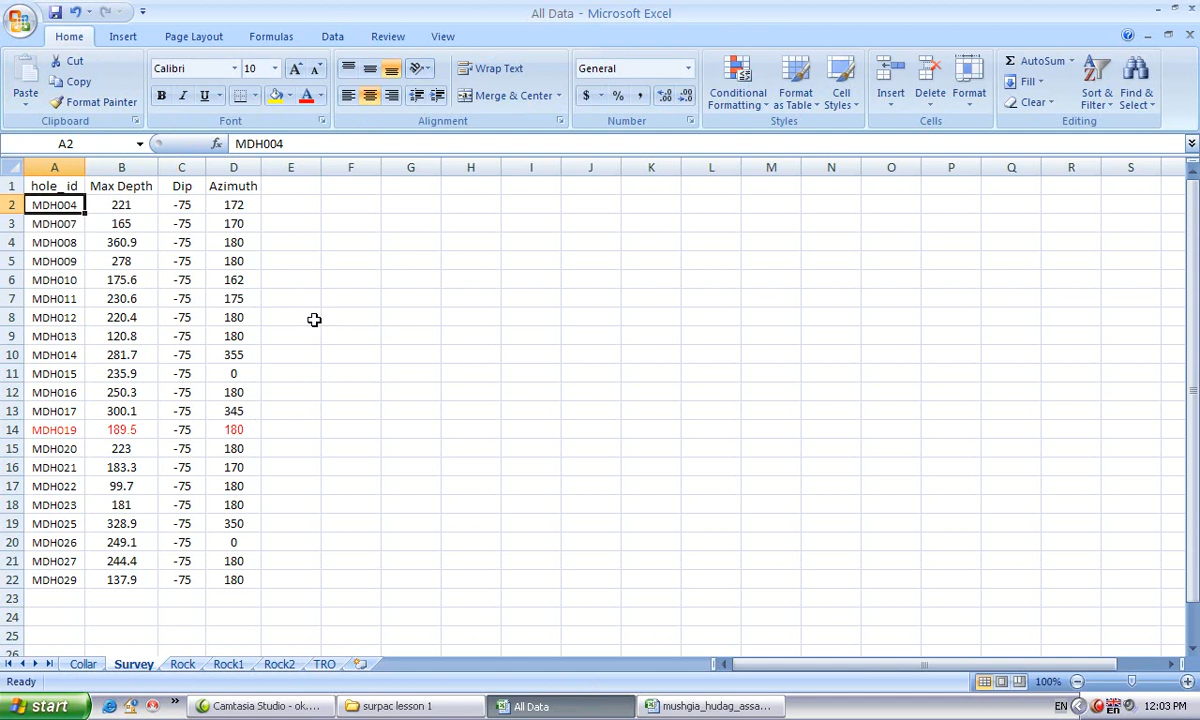 All Data - Microsoft Excel
Home Insert Page Layout Formulas Data Review View
Paste
Cut
Copy
Format Painter
Calibri 10
B I U
Wrap Text
Merge & Center
General
$ % ,
Conditional Formatting
Format as Table
Cell Styles
Insert Delete Format
Σ AutoSum
Fill
Clear
Sort & Filter
Find & Select
Clipboard Font Alignment Number Styles Cells Editing
A2 fx MDH004
A B C D E F G H I J K L M N O P Q R S
1 hole_id Max Depth Dip Azimuth
2 MDH004 221 -75 172
3 MDH007 165 -75 170
4 MDH008 360.9 -75 180
5 MDH009 278 -75 180
6 MDH010 175.6 -75 162
7 MDH011 230.6 -75 175
8 MDH012 220.4 -75 180
9 MDH013 120.8 -75 180
10 MDH014 281.7 -75 355
11 MDH015 235.9 -75 0
12 MDH016 250.3 -75 180
13 MDH017 300.1 -75 345
14 MDH019 189.5 -75 180
15 MDH020 223 -75 180
16 MDH021 183.3 -75 170
17 MDH022 99.7 -75 180
18 MDH023 181 -75 180
19 MDH025 328.9 -75 350
20 MDH026 249.1 -75 0
21 MDH027 244.4 -75 180
22 MDH029 137.9 -75 180
23
24
25
26
Collar Survey Rock Rock1 Rock2 TRO
Ready 100%
start Camtasia Studio - ok.... surpac lesson 1 All Data mushgia_hudag_assa... EN 12:03 PM